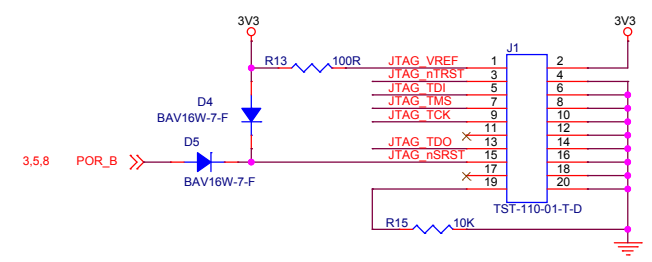 3V3 3V3
J1
R13 100R JTAG_VREF 1 2
JTAG_nTRST 3 4
JTAG_TDI 5 6
JTAG_TMS 7 8
D4 JTAG_TCK 9 10
BAV16W-7-F 11 12
D5 JTAG_TDO 13 14
3,5,8 POR_B JTAG_nSRST 15 16
BAV16W-7-F 17 18
19 20
TST-110-01-T-D
R15 10K